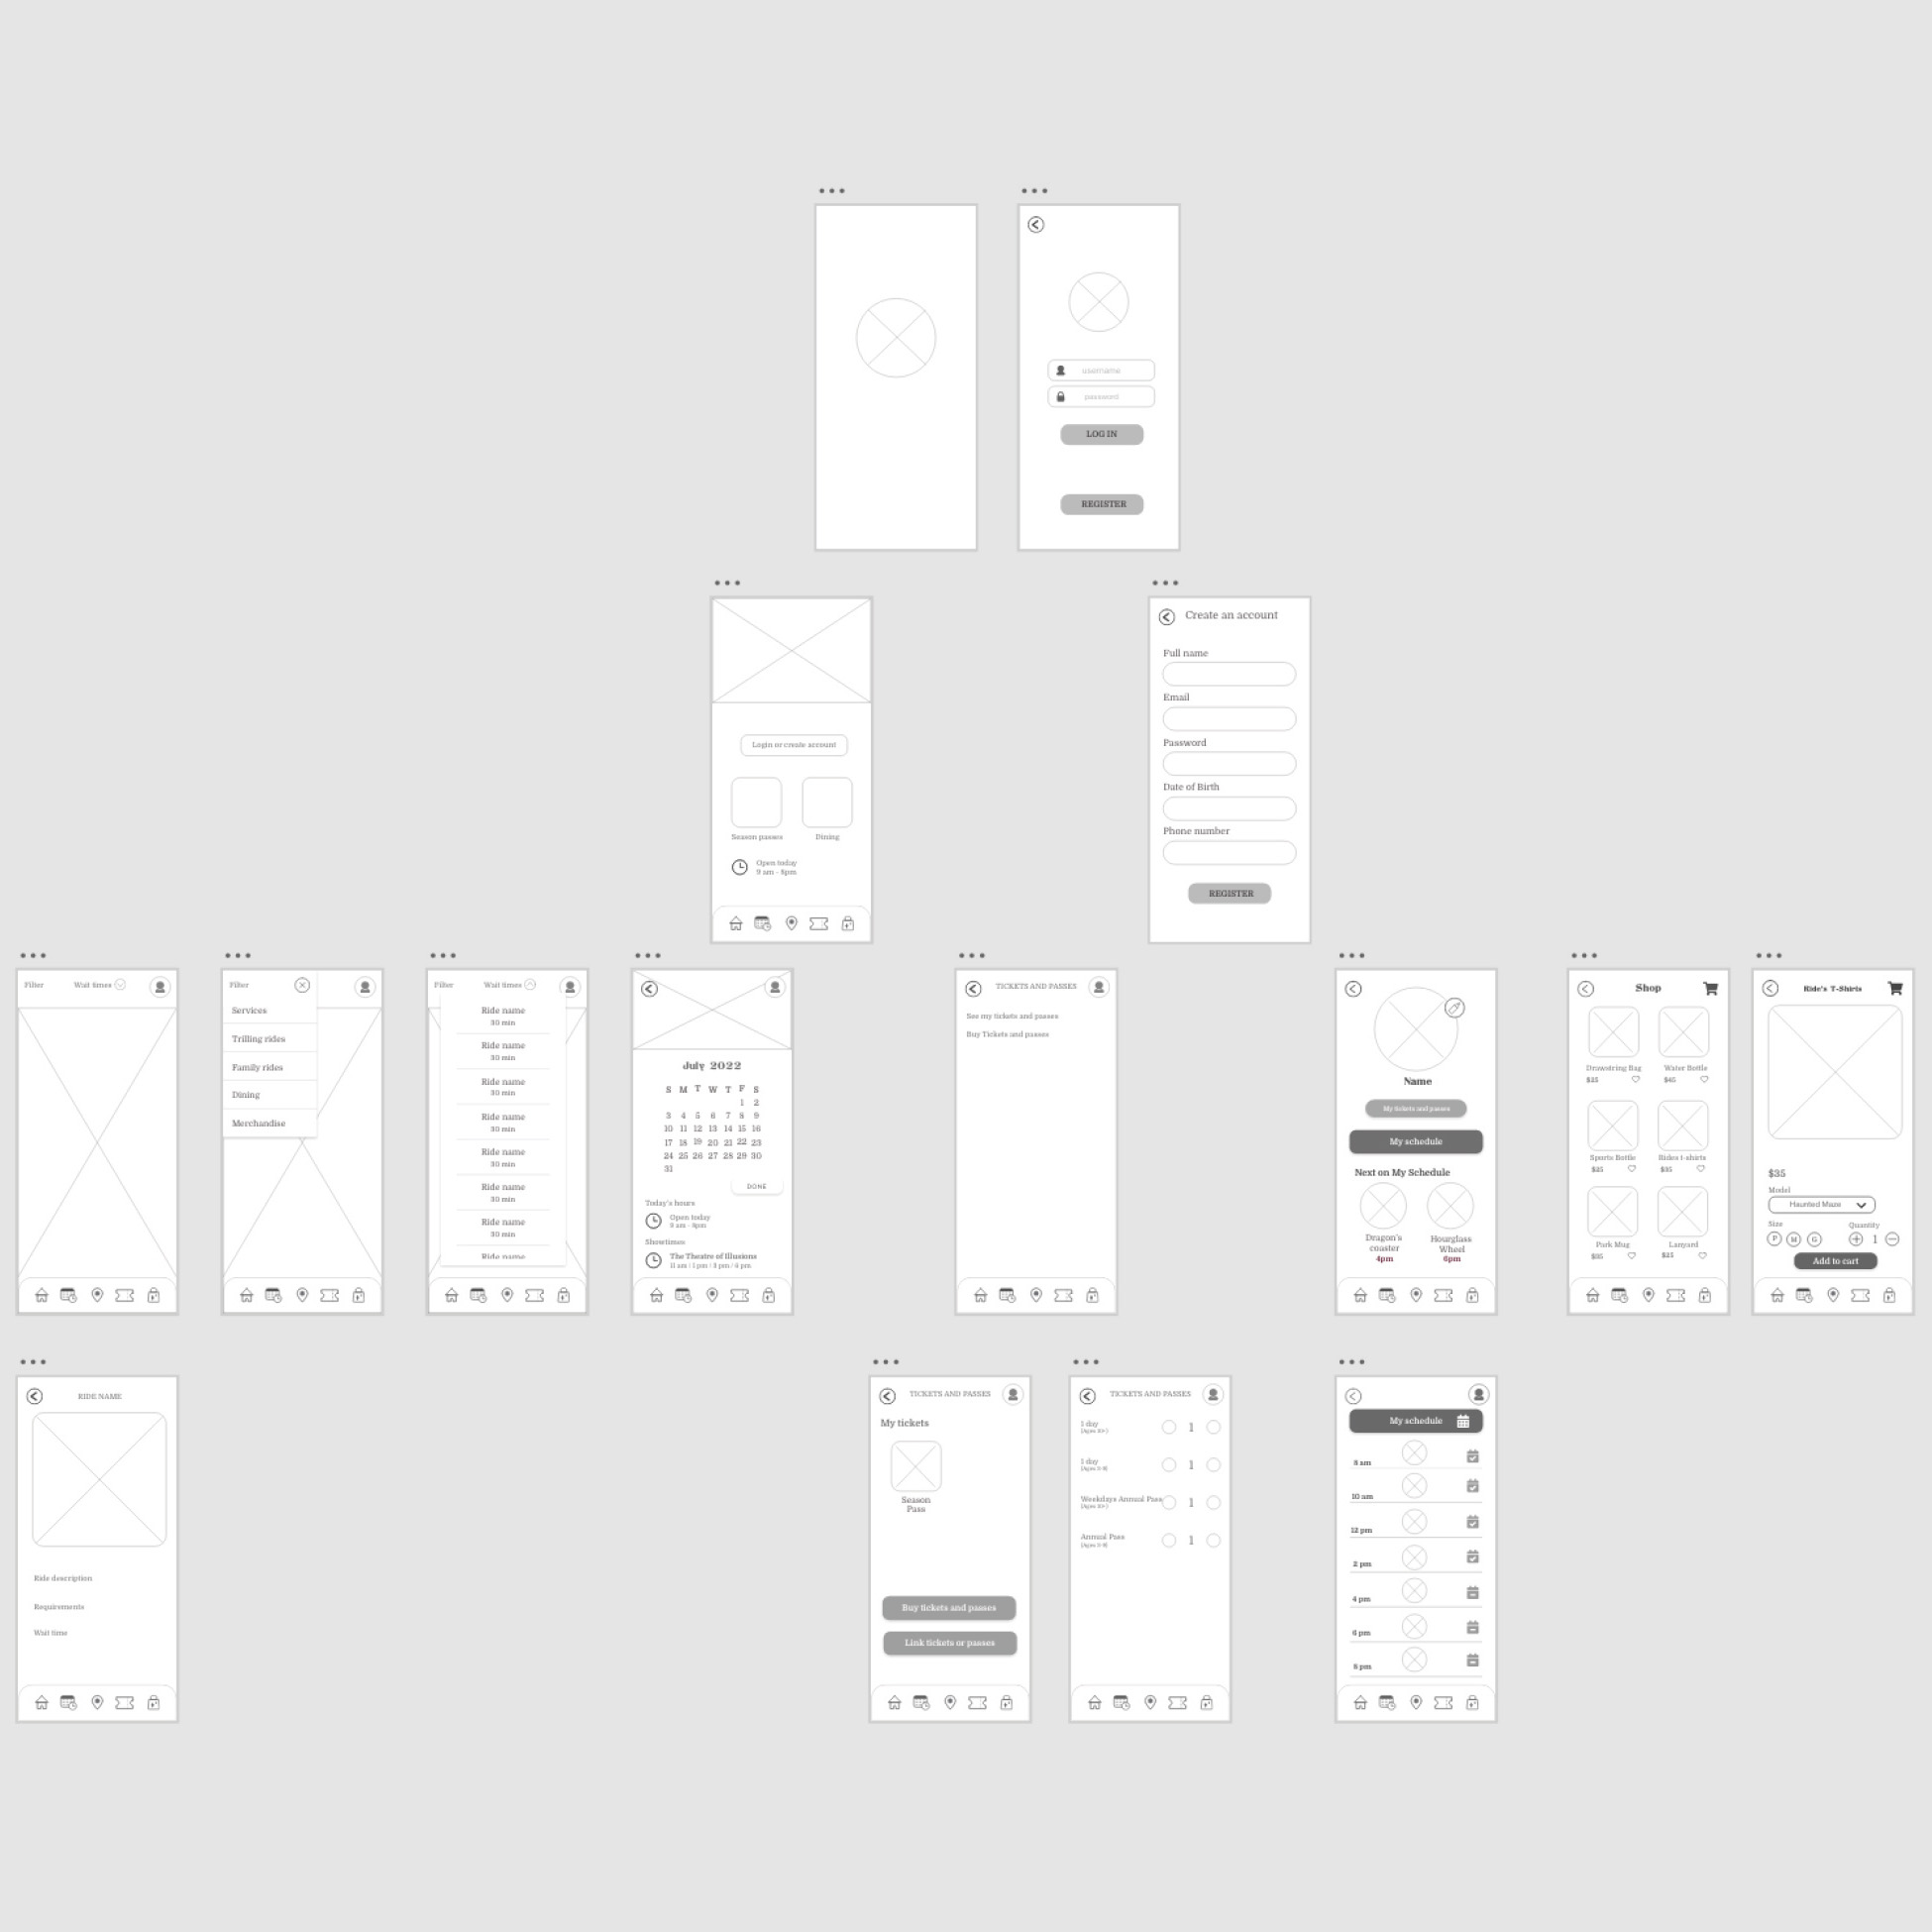 username
password
LOG IN
REGISTER
Login or create account
Season passes
Dining
Open today
9 am - 8pm
Create an account
Full name
Email
Password
Date of Birth
Phone number
REGISTER
Filter
Wait times
Filter
Services
Trilling rides
Family rides
Dining
Merchandise
Filter
Wait times
Ride name
30 min
Ride name
30 min
Ride name
30 min
Ride name
30 min
Ride name
30 min
Ride name
30 min
Ride name
30 min
Ride name
July 2022
S M T W T F S
1 2
3 4 5 6 7 8 9
10 11 12 13 14 15 16
17 18 19 20 21 22 23
24 25 26 27 28 29 30
31
DONE
Today's hours
Open today
9 am - 8pm
Showtimes
The Theatre of Illusions
11 am / 1 pm / 3 pm / 6 pm
TICKETS AND PASSES
See my tickets and passes
Buy Tickets and passes
Name
My tickets and passes
My schedule
Next on My Schedule
Dragon's
coaster
4pm
Hourglass
Wheel
6pm
Shop
Drawstring Bag
Water Bottle
$45
Sports Bottle
Rides t-shirts
$35
Park Mug
Lanyard
$25
Ride's T-Shirts
$35
Model
Haunted Maze
Size
Quantity
P M G
1
Add to cart
RIDE NAME
Ride description
Requirements
Wait time
TICKETS AND PASSES
My tickets
Season
Pass
Buy tickets and passes
Link tickets or passes
TICKETS AND PASSES
1 day
(Ages 10+)
1
1 day
(Ages 3-9)
1
Weekdays Annual Pass
(Ages 10+)
1
Annual Pass
(Ages 3-9)
1
My schedule
8 am
10 am
12 pm
2 pm
4 pm
6 pm
8 pm